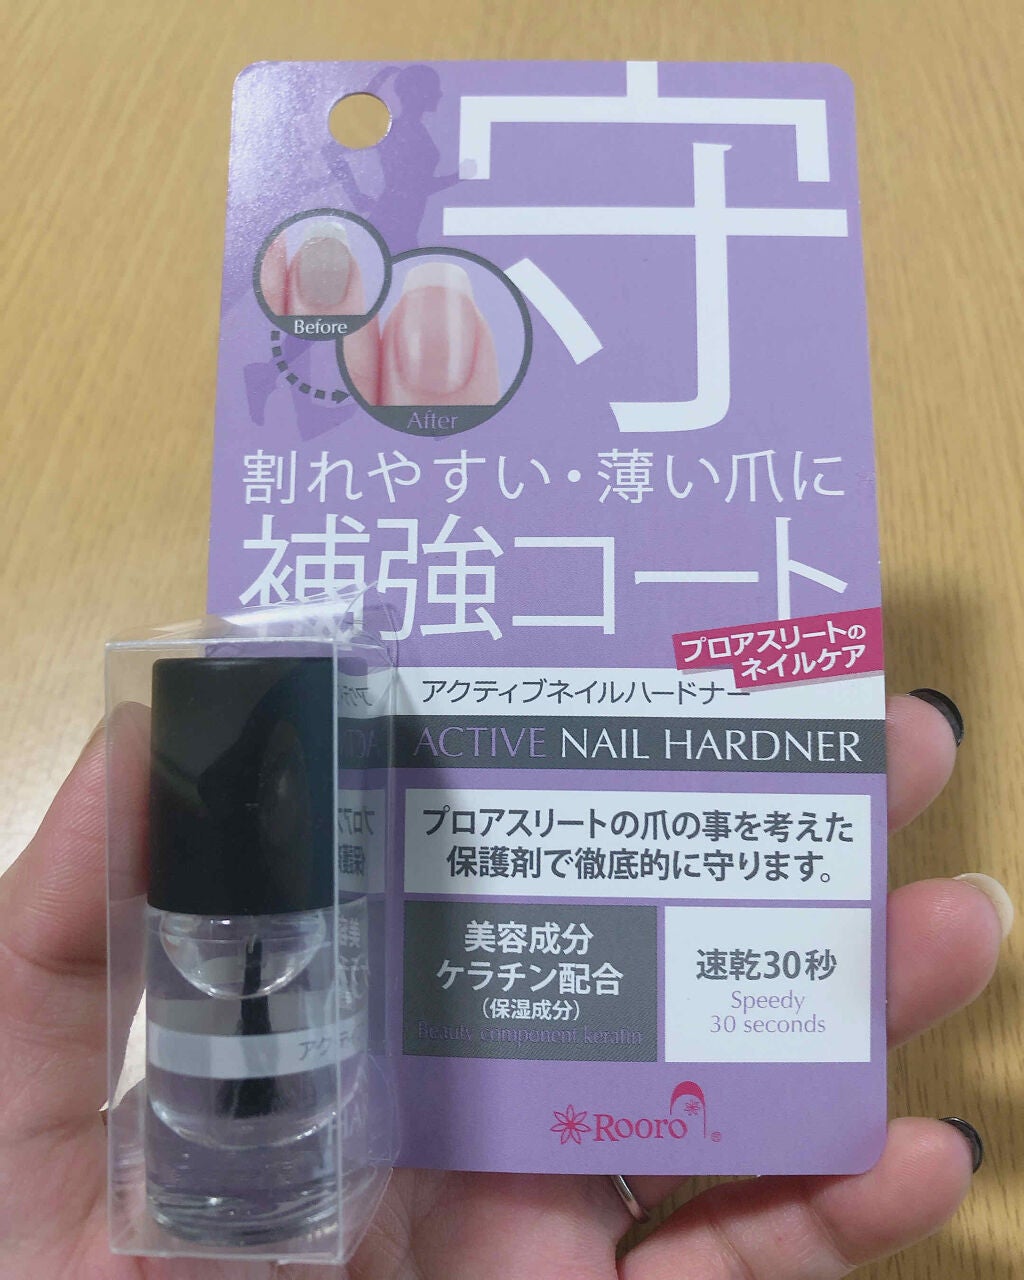 守
Before
After
割れやすい・薄い爪に
補強コート
プロアスリートの
ネイルケア
アクティブネイルハードナー
ACTIVE NAIL HARDNER
プロアスリートの爪の事を考えた
保護剤で徹底的に守ります。
美容成分
ケラチン配合
(保湿成分)
Beauty component keratin
速乾30秒
Speedy
30 seconds
Rooro
®